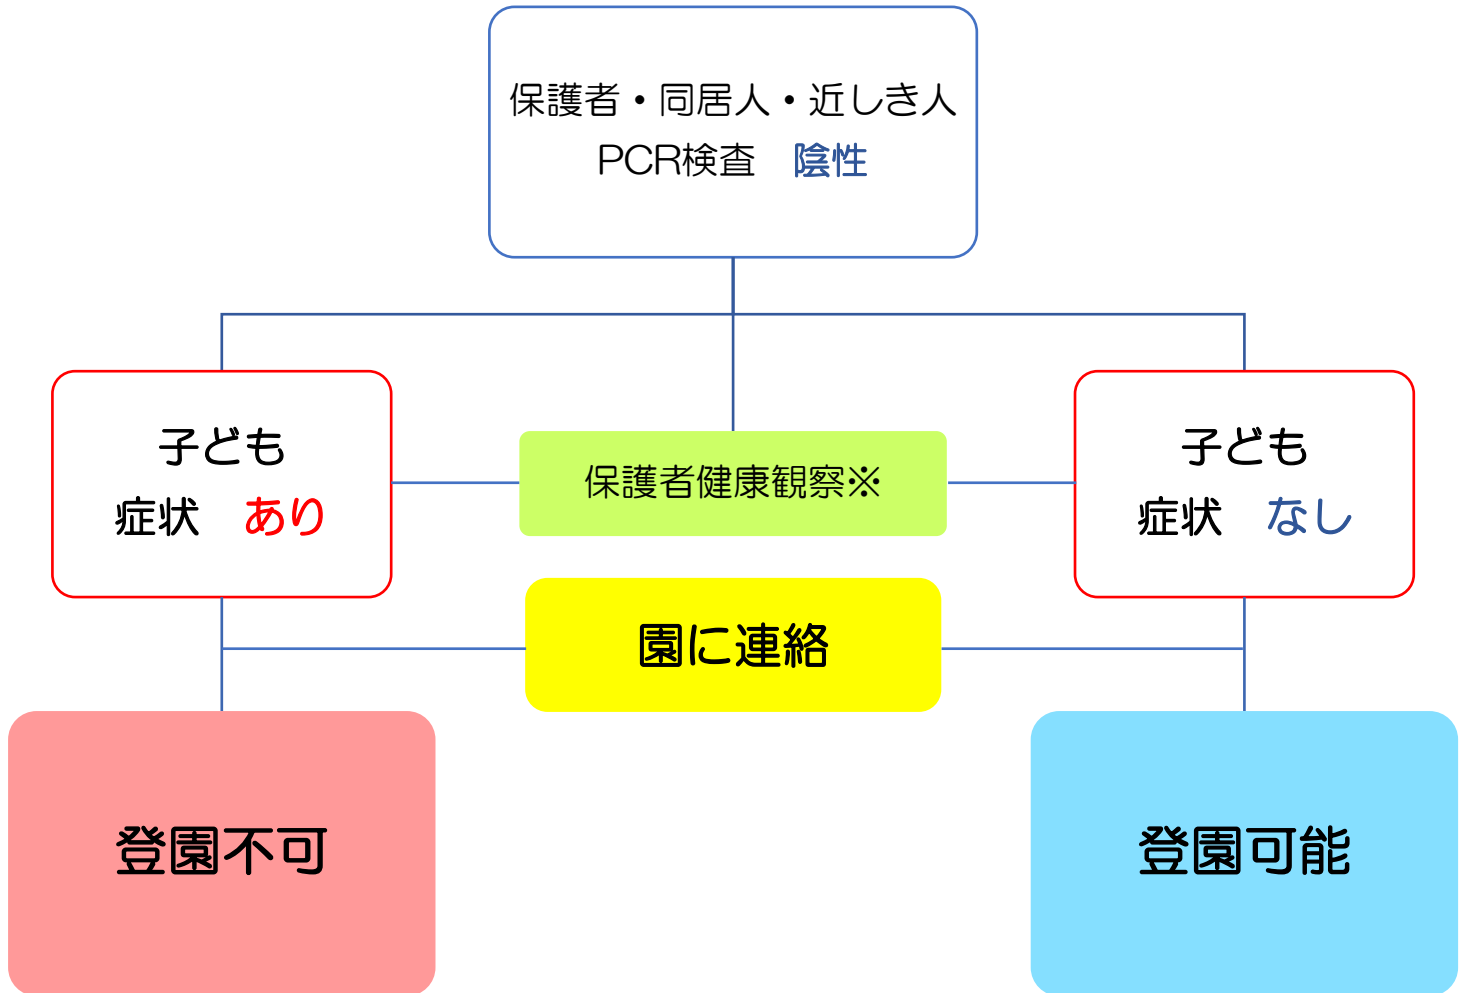 保護者・同居人・近しき人
PCR検査　陰性
子ども
症状　あり
保護者健康観察※
子ども
症状　なし
園に連絡
登園不可
登園可能